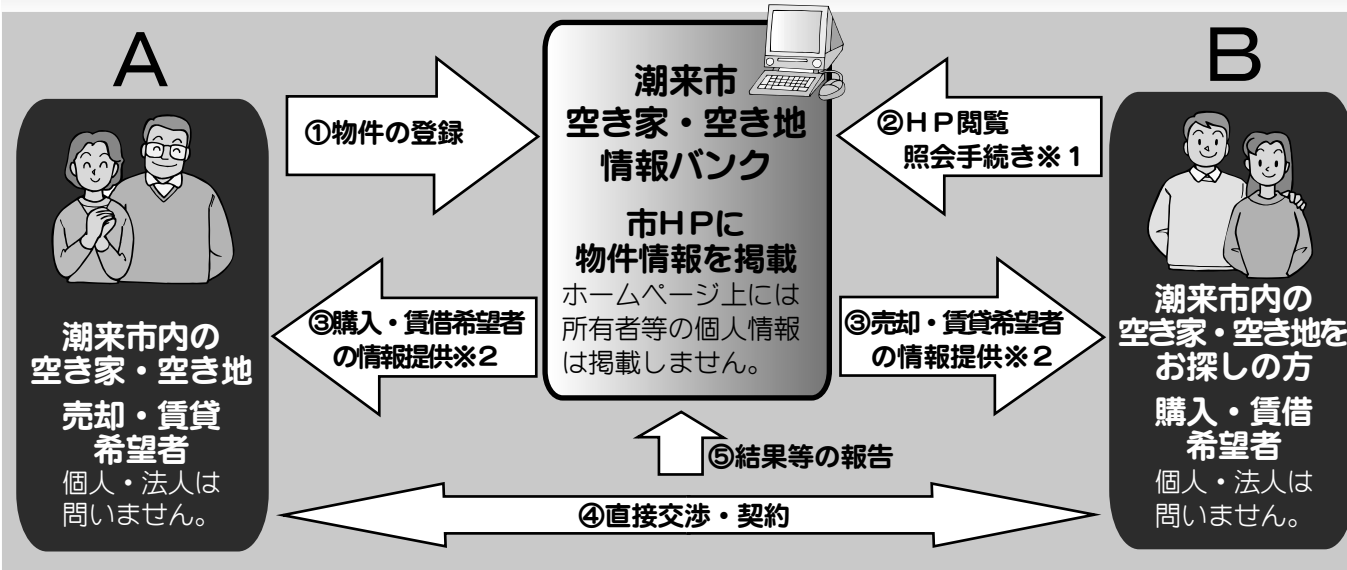 A
潮来市内の
空き家・空き地
売却・賃貸
希望者
個人・法人は
問いません。
①物件の登録
潮来市
空き家・空き地
情報バンク
市HPに
物件情報を掲載
ホームページ上には
所有者等の個人情報
は掲載しません。
②HP閲覧
照会手続き※1
B
潮来市内の
空き家・空き地を
お探しの方
購入・賃借
希望者
個人・法人は
問いません。
③購入・賃借希望者
の情報提供※2
③売却・賃貸希望者
の情報提供※2
⑤結果等の報告
④直接交渉・契約